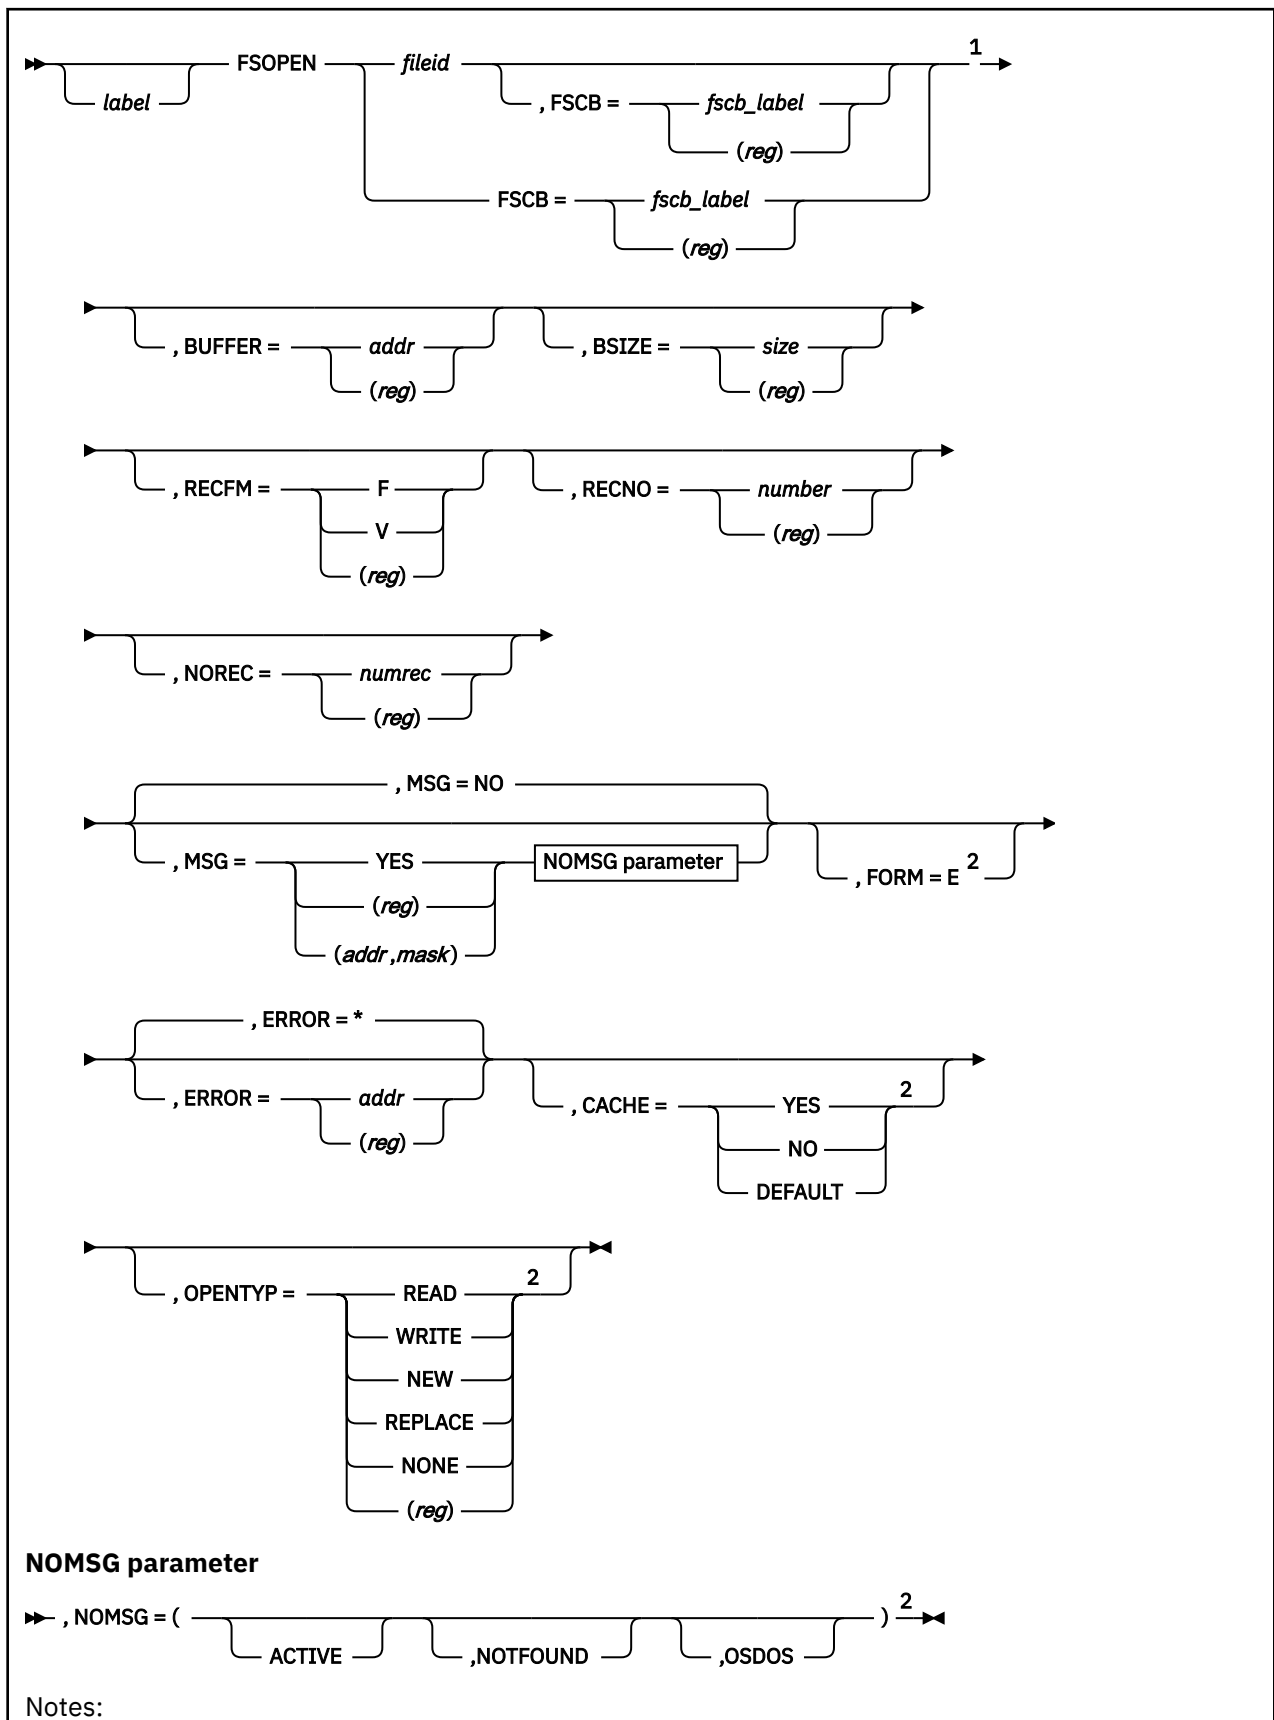 1
FSOPEN fileid
label , FSCB = fscb_label
(reg)
FSCB = fscb_label
(reg)
, BUFFER = addr , BSIZE = size
(reg) (reg)
, RECFM = F , RECNO = number
V (reg)
(reg)
, NOREC = numrec
(reg)
, MSG = NO
, MSG = YES NOMSG parameter , FORM = E 2
(reg)
(addr ,mask)
, ERROR = *
, ERROR = addr , CACHE = YES 2
(reg) NO
DEFAULT
, OPENTYP = READ 2
WRITE
NEW
REPLACE
NONE
(reg)
NOMSG parameter
, NOMSG = ( ) 2
ACTIVE ,NOTFOUND ,OSDOS
Notes: